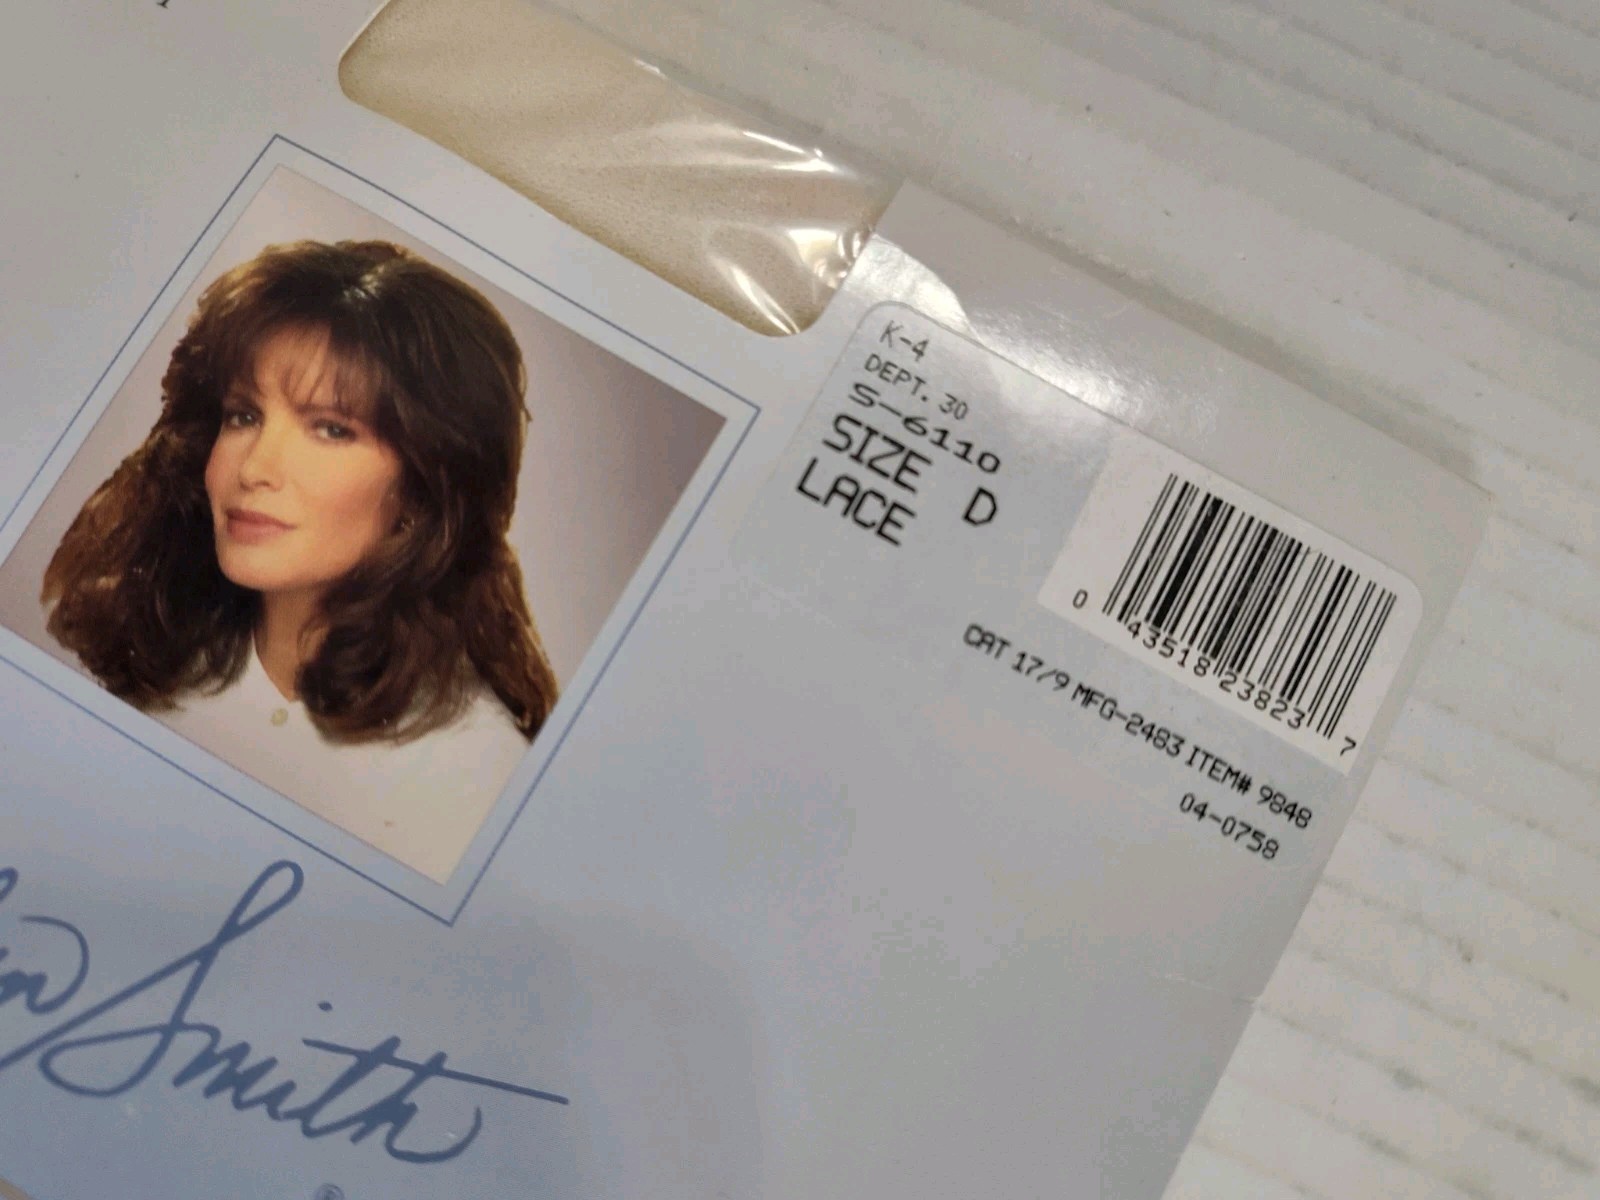 K-4
DEPT. 30
S-6110
SIZE D
LACE
0 43518 23823 7
CAT 17/9 MFG-2483 ITEM# 9848
04-0758
Smith
®